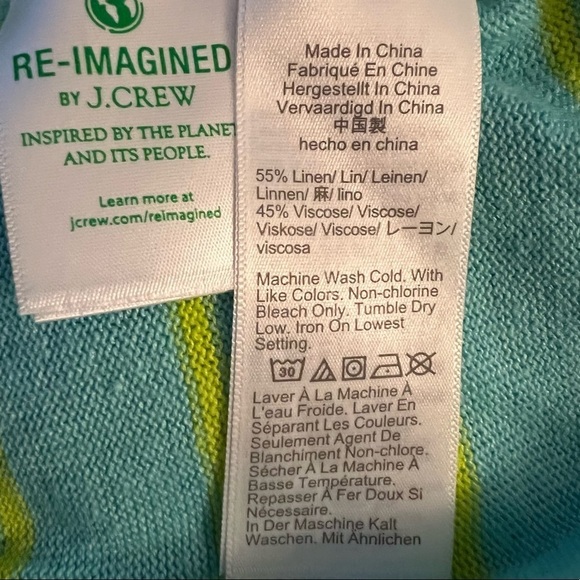 RE-IMAGINED
BY J.CREW
INSPIRED BY THE PLANET
AND ITS PEOPLE.
Learn more at
jcrew.com/reimagined
Made In China
Fabriqué En Chine
Hergestellt In China
Vervaardigd In China
中国製
hecho en china
55% Linen/ Lin/ Leinen/
Linnen/ 麻/ lino
45% Viscose/ Viscose/
Viskose/ Viscose/ レーヨン/
viscosa
Machine Wash Cold. With
Like Colors. Non-chlorine
Bleach Only. Tumble Dry
Low. Iron On Lowest
Setting.
30
Laver À La Machine À
L'eau Froide. Laver En
Séparant Les Couleurs.
Seulement Agent De
Blanchiment Non-chlore.
Sécher À La Machine À
Basse Température.
Repasser À Fer Doux Si
Nécessaire.
In Der Maschine Kalt
Waschen. Mit Ähnlichen